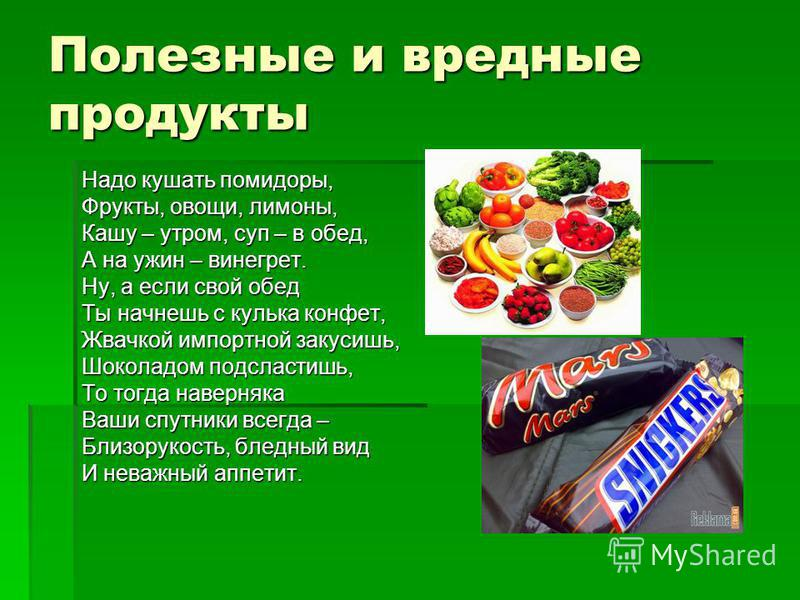 Полезные и вредные
продукты
Надо кушать помидоры,
Фрукты, овощи, лимоны,
Кашу – утром, суп – в обед,
А на ужин – винегрет.
Ну, а если свой обед
Ты начнешь с кулька конфет,
Жвачкой импортной закусишь,
Шоколадом подсластишь,
То тогда наверняка
Ваши спутники всегда –
Близорукость, бледный вид
И неважный аппетит.
Mars
Mars
SNICKERS
Reklama
MyShared